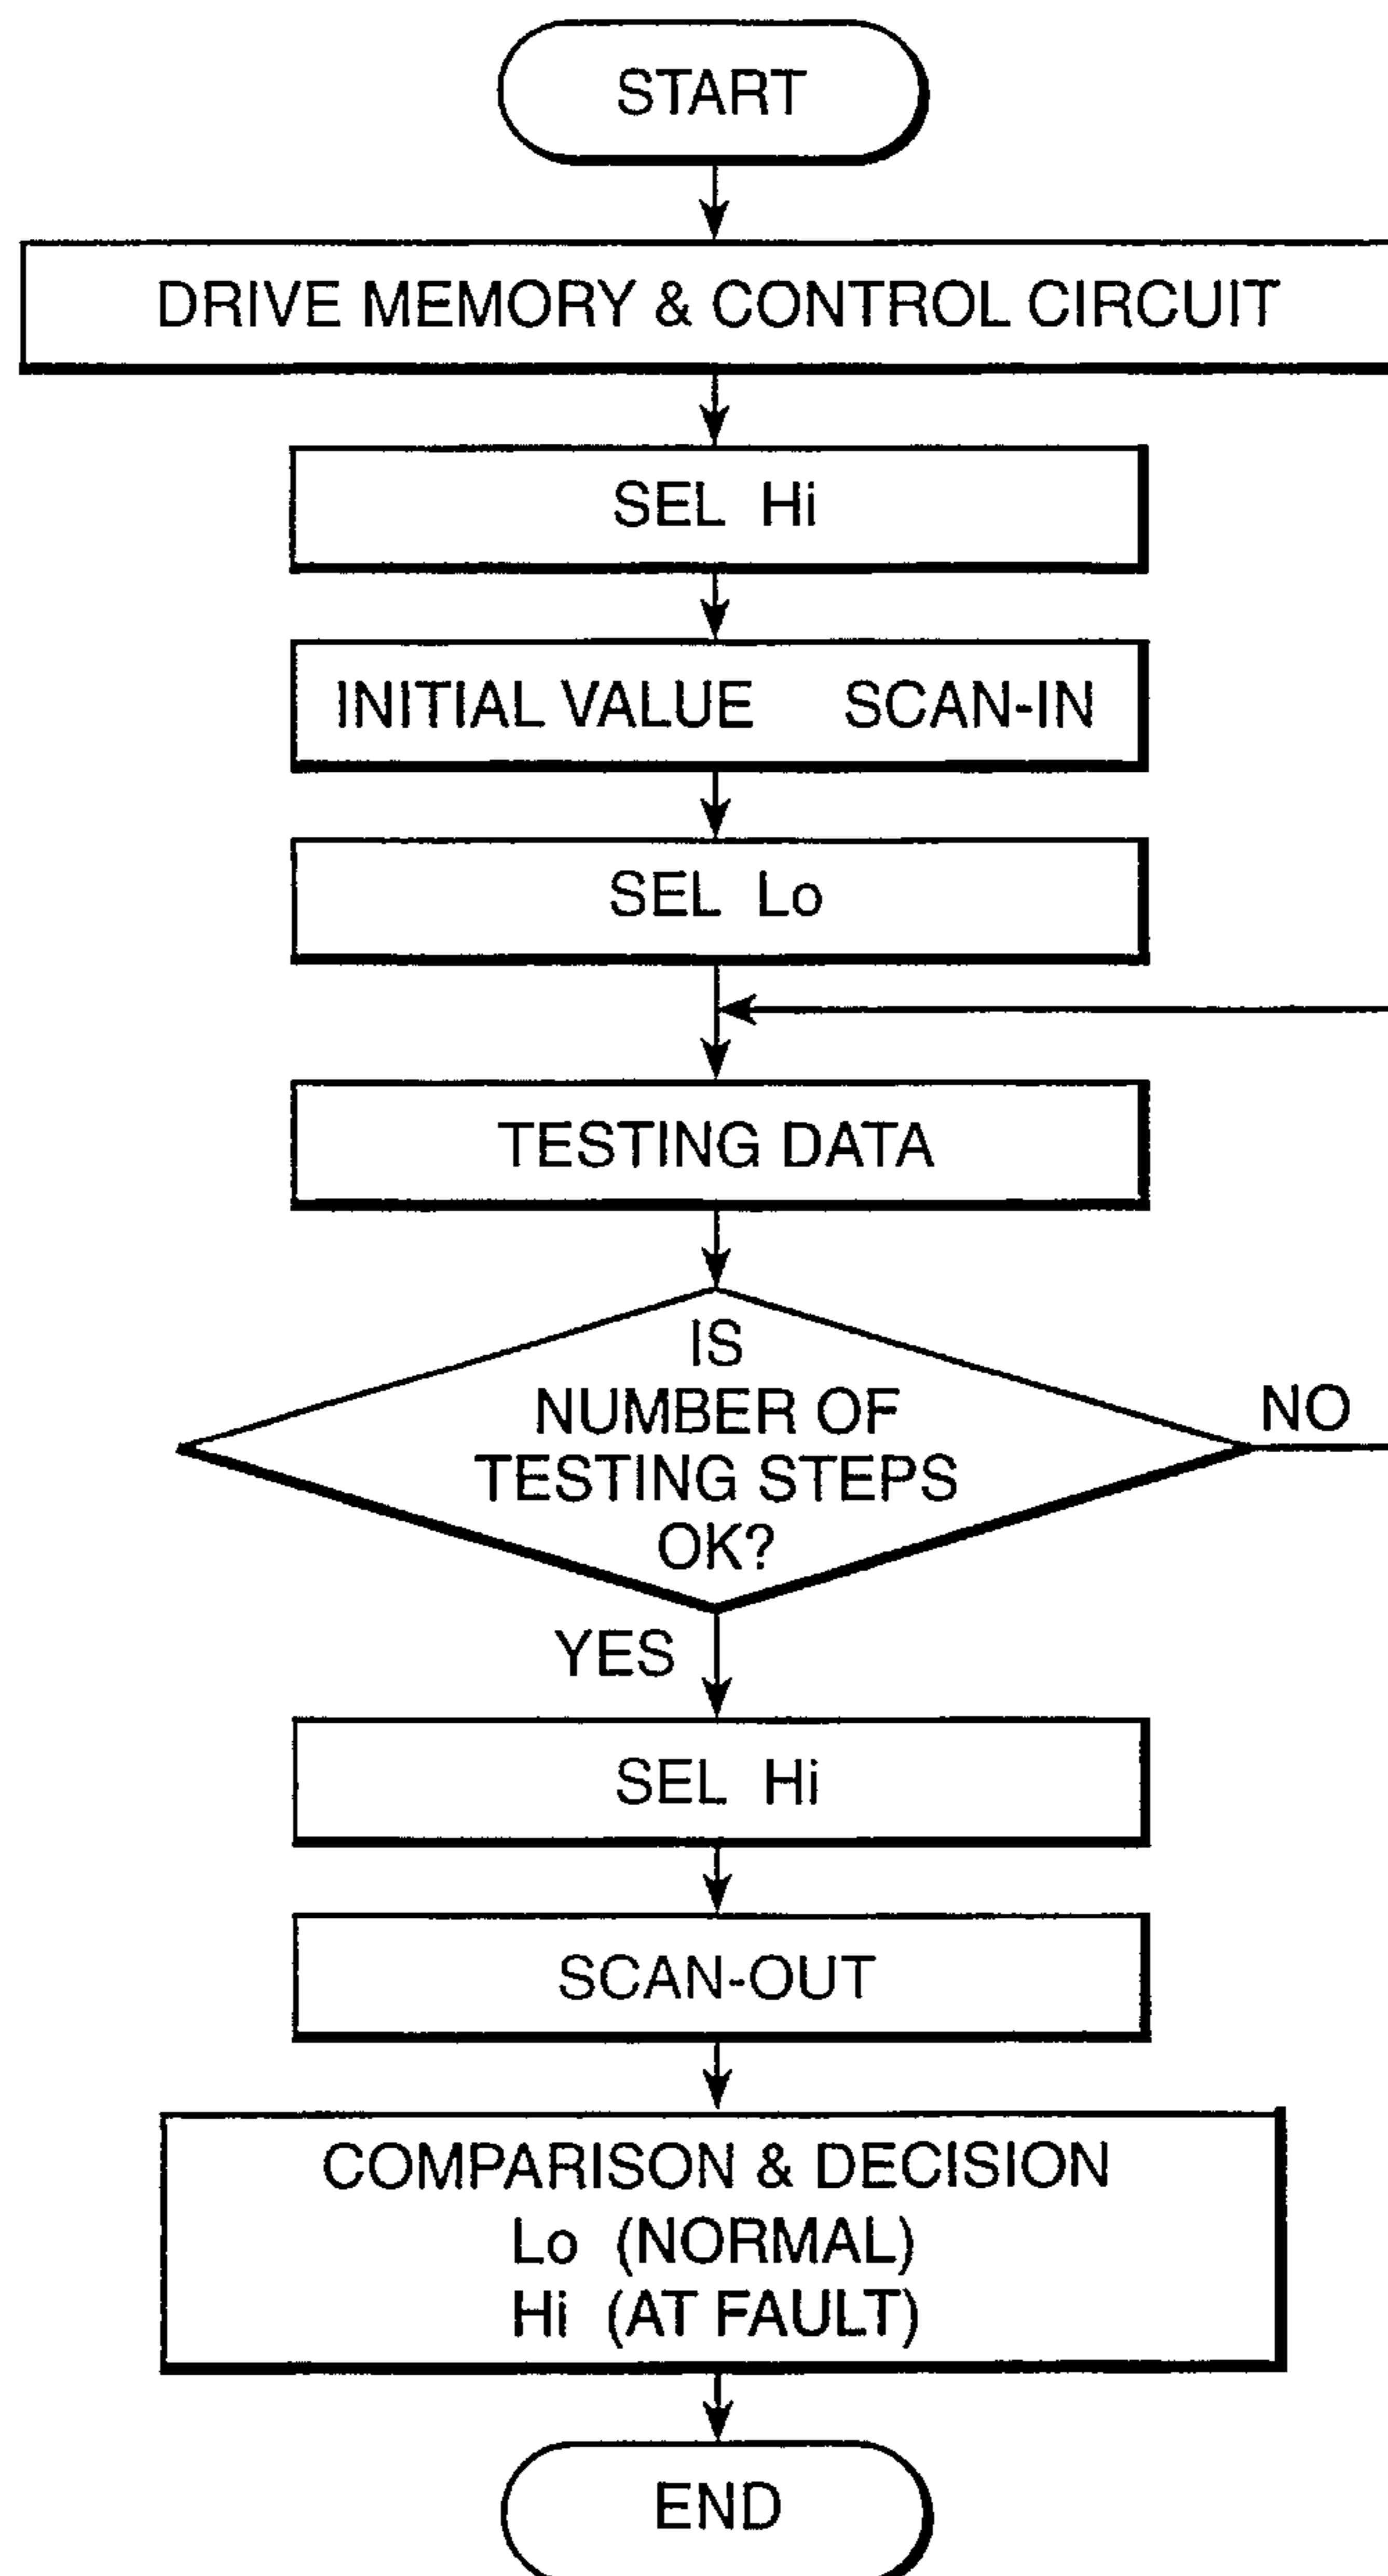 START
DRIVE MEMORY & CONTROL CIRCUIT
SEL Hi
INITIAL VALUE SCAN-IN
SEL Lo
TESTING DATA
IS
NUMBER OF
TESTING STEPS
OK?
NO
YES
SEL Hi
SCAN-OUT
COMPARISON & DECISION
Lo (NORMAL)
Hi (AT FAULT)
END